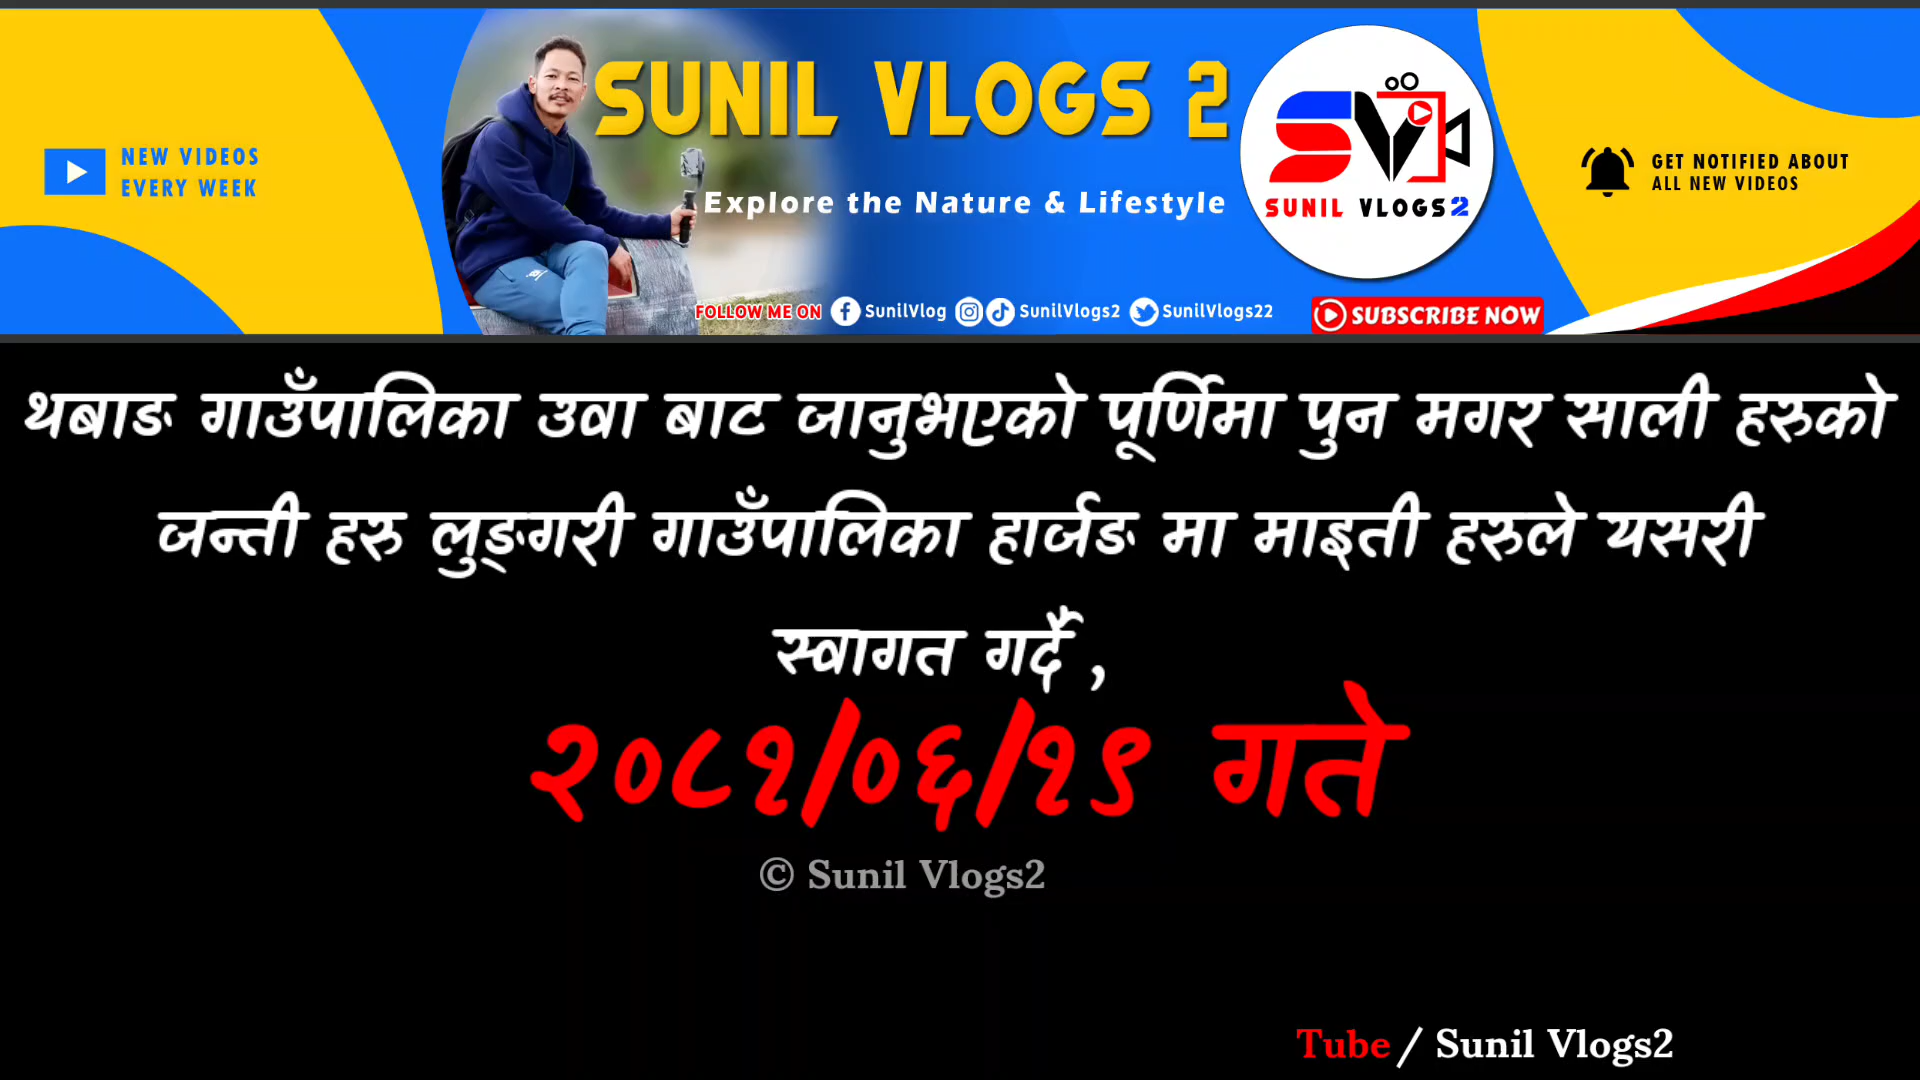 NEW VIDEOS
EVERY WEEK
SUNIL VLOGS 2
Explore the Nature & Lifestyle
FOLLOW ME ON SunilVlog SunilVlogs2 SunilVlogs22
SV
SUNIL VLOGS2
SUBSCRIBE NOW
GET NOTIFIED ABOUT
ALL NEW VIDEOS
थबाङ गाउँपालिका उवा बाट जानुभएको पूर्णिमा पुन मगर साली हरुको
जन्ती हरु लुङ्गरी गाउँपालिका हार्जङ मा माइती हरुले यसरी
स्वागत गर्दै ,
२०८१/०६/१९ गते
© Sunil Vlogs2
Tube / Sunil Vlogs2